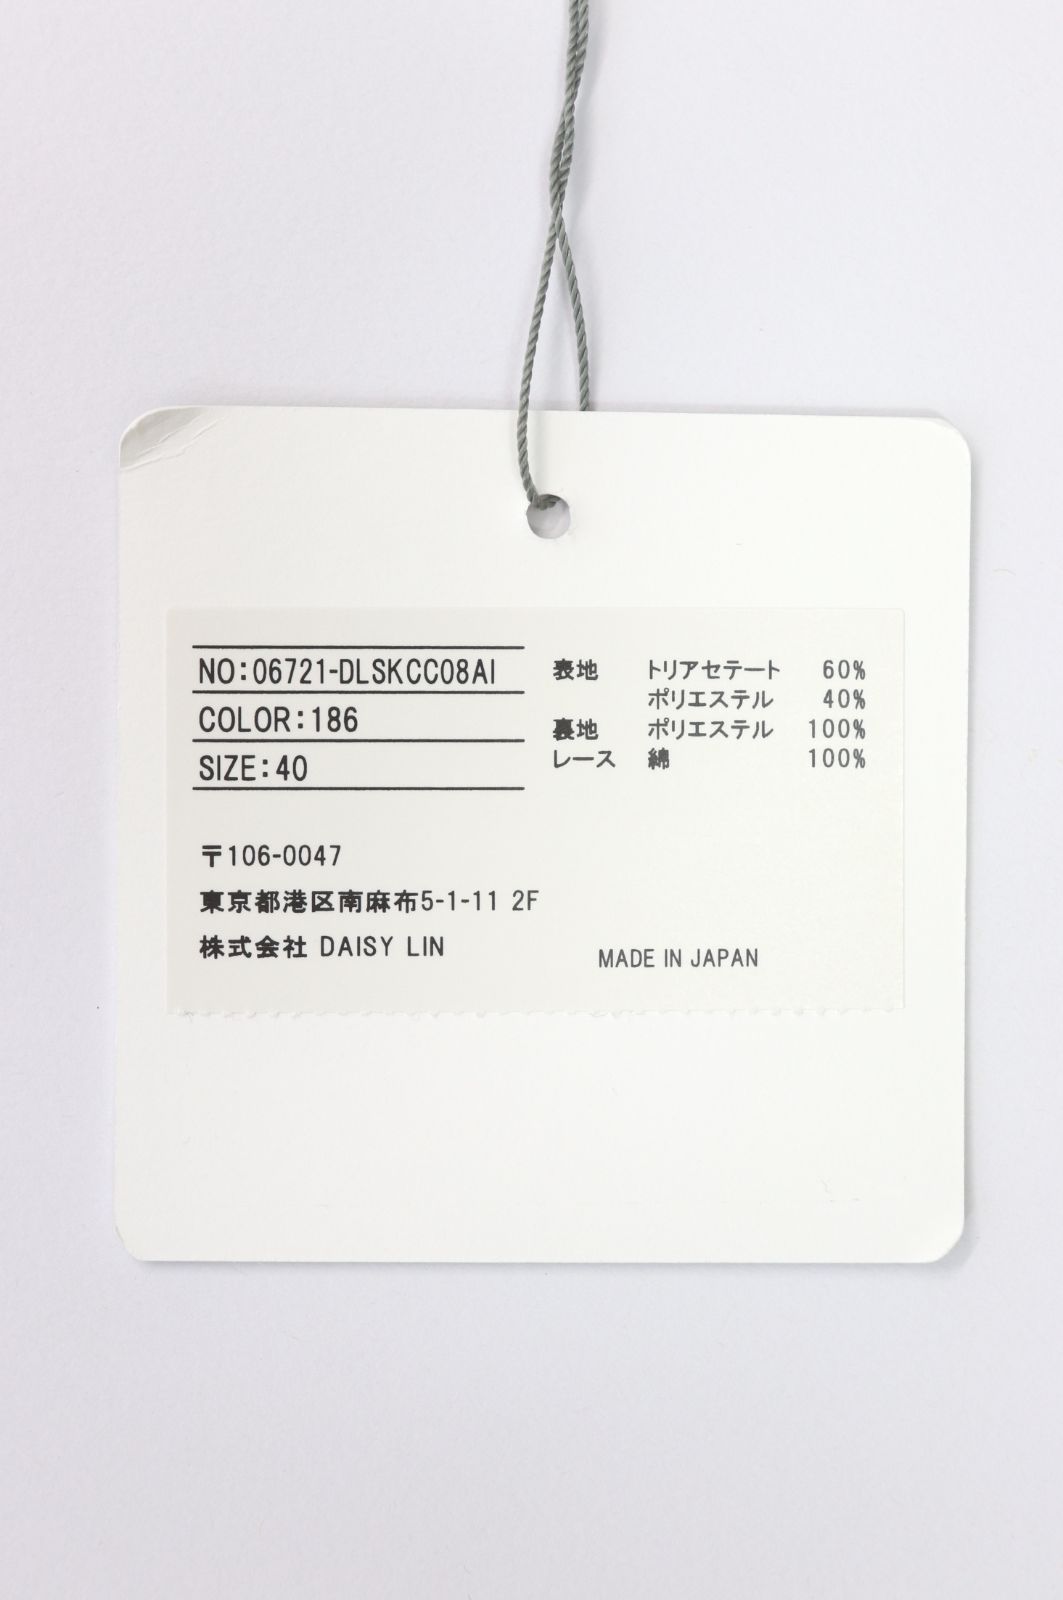 NO:06721-DLSKCC08AI
COLOR:186
SIZE:40
表地 トリアセテート 60%
ポリエステル 40%
裏地 ポリエステル 100%
レース 綿 100%
〒106-0047
東京都港区南麻布5-1-11 2F
株式会社 DAISY LIN
MADE IN JAPAN